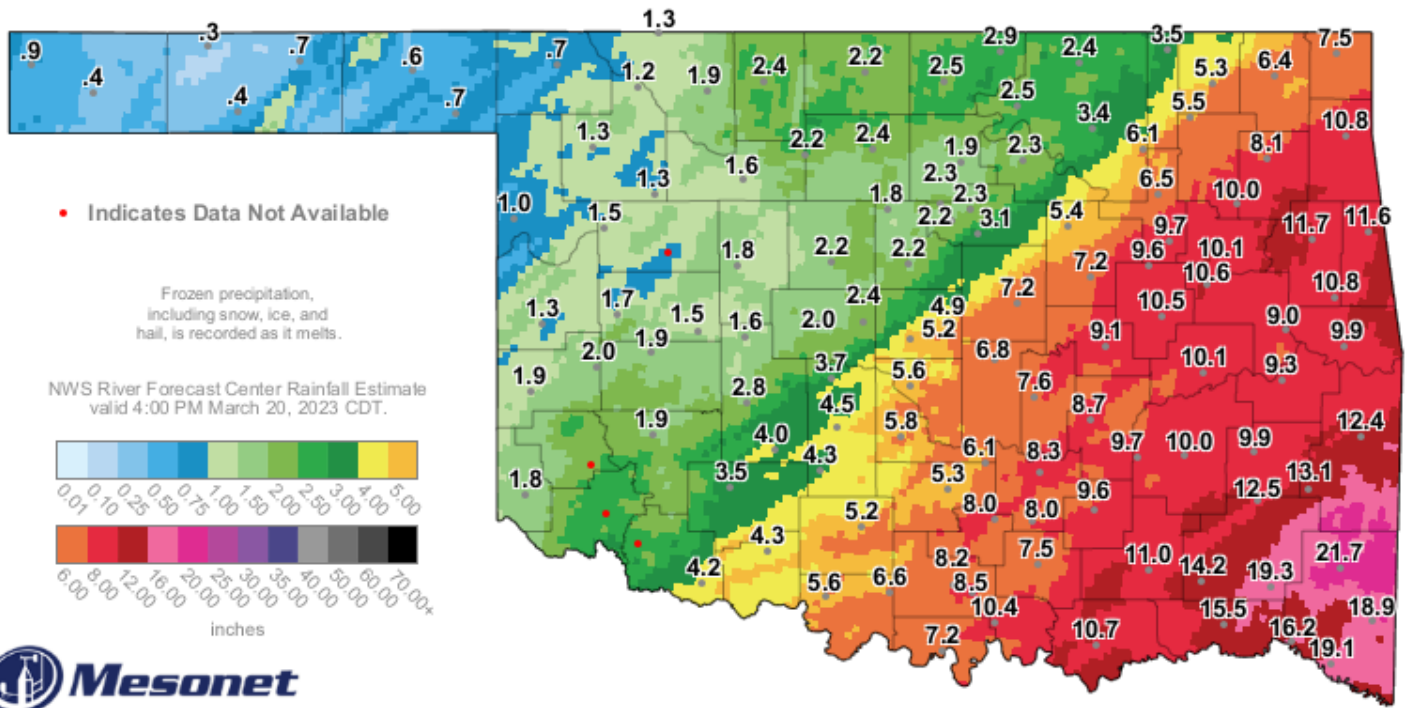 1.3
.9 .3 .7 .6 .7 2.9 3.5 7.5
.4 1.2 1.9 2.4 2.2 2.5 2.4 5.3 6.4
.4 .7 2.5 3.4 5.5 10.8
1.3 2.2 2.4 1.9 2.3 6.1 8.1
1.3 1.6 2.3 6.5 10.0
1.0 1.5 1.8 2.3 2.2 3.1 5.4 9.7 11.7 11.6
• Indicates Data Not Available
1.8 2.2 2.2 7.2 9.6 10.1 10.6
Frozen precipitation,
including snow, ice, and
hail, is recorded as it melts.
1.3 1.7 1.5 1.6 2.0 2.4 4.9 7.2 10.5 10.8
1.9 5.2 6.8 9.1 9.0 9.9
2.0 3.7 10.1 9.3
1.9 2.8 5.6 7.6
NWS River Forecast Center Rainfall Estimate
valid 4:00 PM March 20, 2023 CDT.
1.9 4.5 5.8 8.7 12.4
4.0 6.1 8.3 9.7 10.0 9.9
1.8 3.5 4.3 5.3 9.6 12.5 13.1
0.01 0.10 0.25 0.50 0.75 1.00 1.50 2.00 2.50 3.00 4.00 5.00
5.2 8.0 8.0
4.3 8.2 7.5 11.0 14.2 19.3 21.7
4.2 5.6 6.6 8.5
6.00 8.00 12.00 16.00 20.00 25.00 30.00 35.00 40.00 50.00 60.00 70.00+
inches
7.2 10.4 10.7 15.5 16.2 18.9
19.1
Mesonet